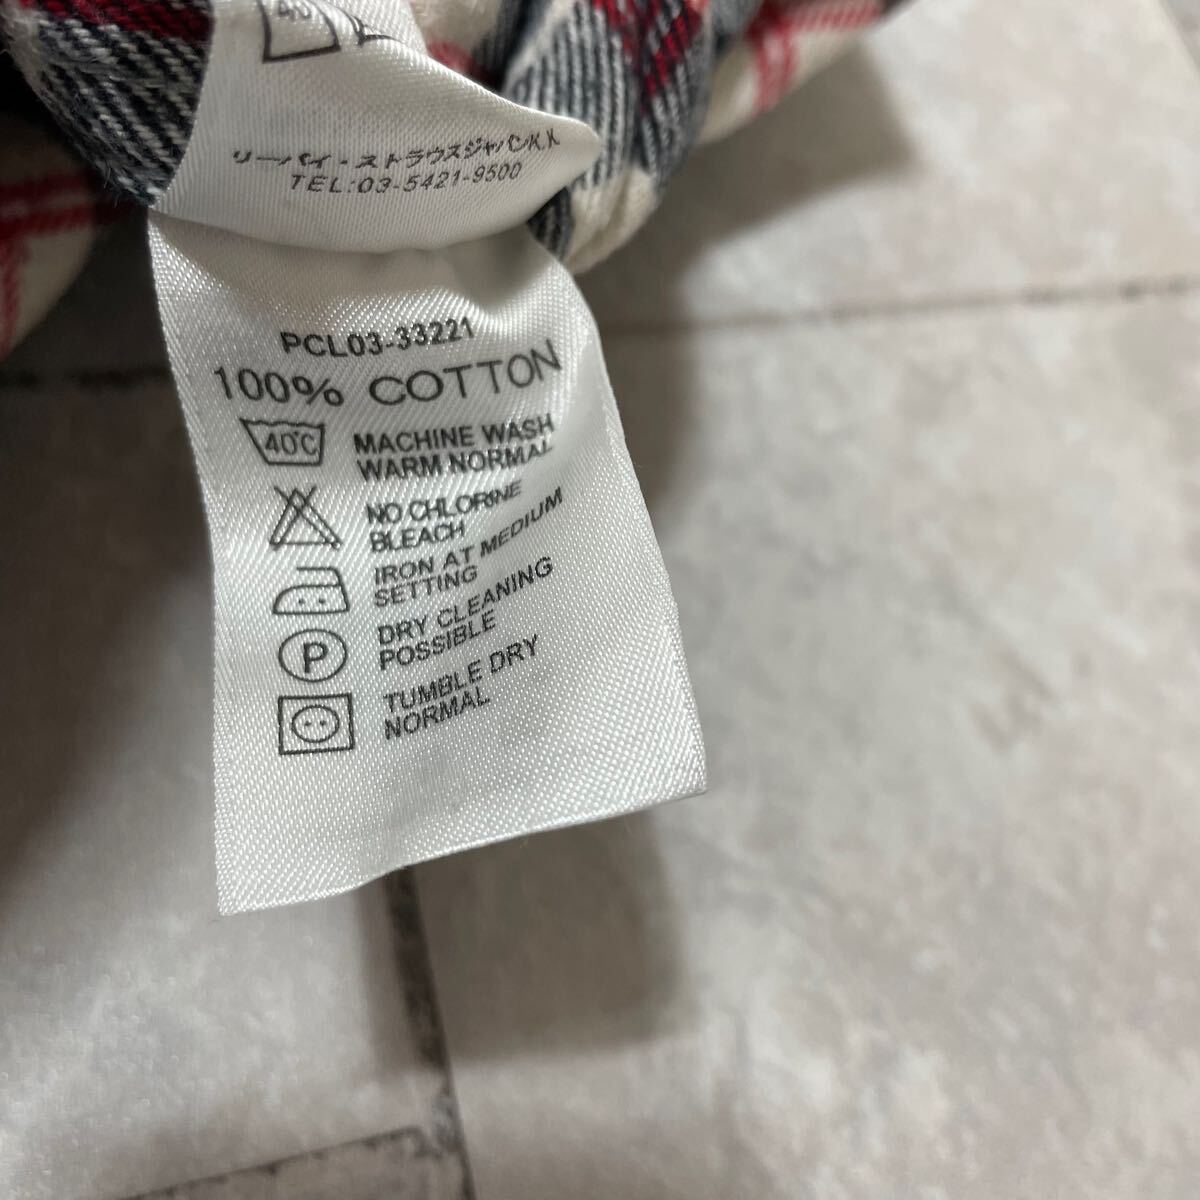 40
リーバイ・ストラウスジャパンK.K
TEL:03-5421-9500
PCL03-33221
100% COTTON
40°C MACHINE WASH
WARM NORMAL
NO CHLORINE
BLEACH
IRON AT MEDIUM
SETTING
P DRY CLEANING
POSSIBLE
TUMBLE DRY
NORMAL